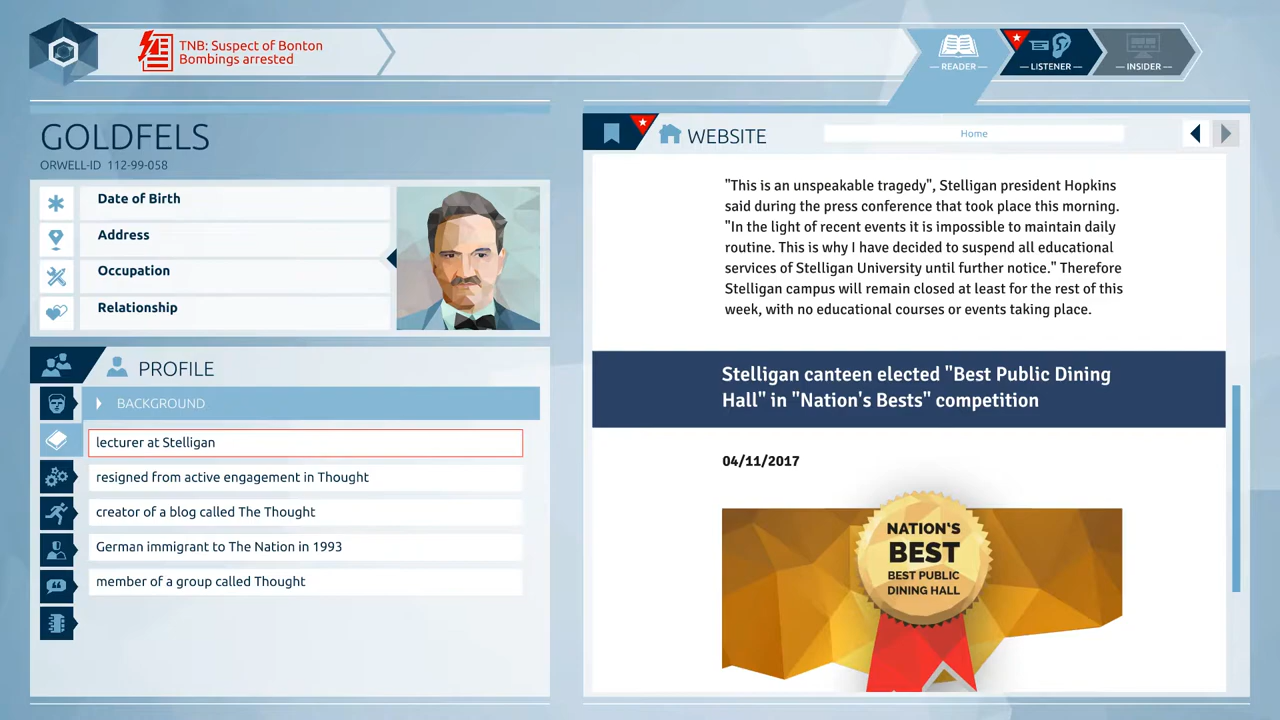 TNB: Suspect of Bonton
Bombings arrested
— READER —
— LISTENER —
— INSIDER —
GOLDFELS
ORWELL-ID 112-99-058
Date of Birth
Address
Occupation
Relationship
PROFILE
BACKGROUND
lecturer at Stelligan
resigned from active engagement in Thought
creator of a blog called The Thought
German immigrant to The Nation in 1993
member of a group called Thought
WEBSITE
Home
"This is an unspeakable tragedy", Stelligan president Hopkins
said during the press conference that took place this morning.
"In the light of recent events it is impossible to maintain daily
routine. This is why I have decided to suspend all educational
services of Stelligan University until further notice." Therefore
Stelligan campus will remain closed at least for the rest of this
week, with no educational courses or events taking place.
Stelligan canteen elected "Best Public Dining
Hall" in "Nation's Bests" competition
04/11/2017
NATION'S
BEST
BEST PUBLIC
DINING HALL